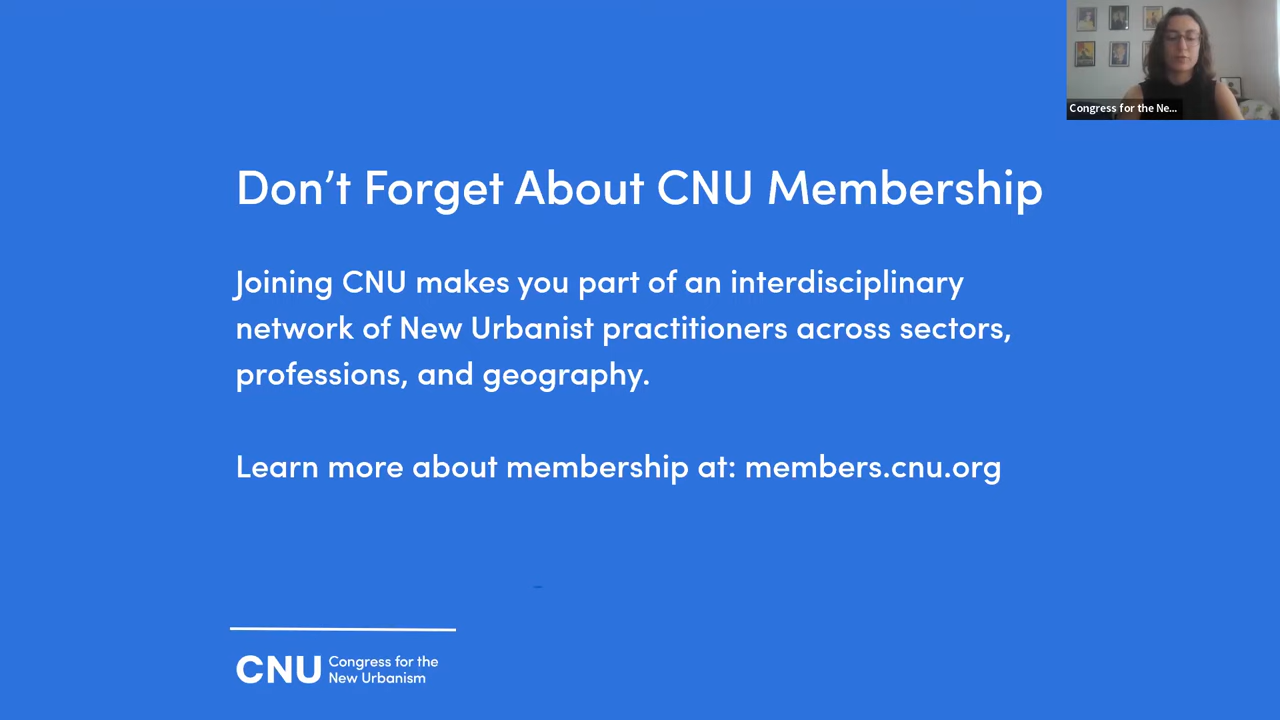 Congress for the Ne...
Don't Forget About CNU Membership
Joining CNU makes you part of an interdisciplinary
network of New Urbanist practitioners across sectors,
professions, and geography.
Learn more about membership at: members.cnu.org
CNU Congress for the
New Urbanism